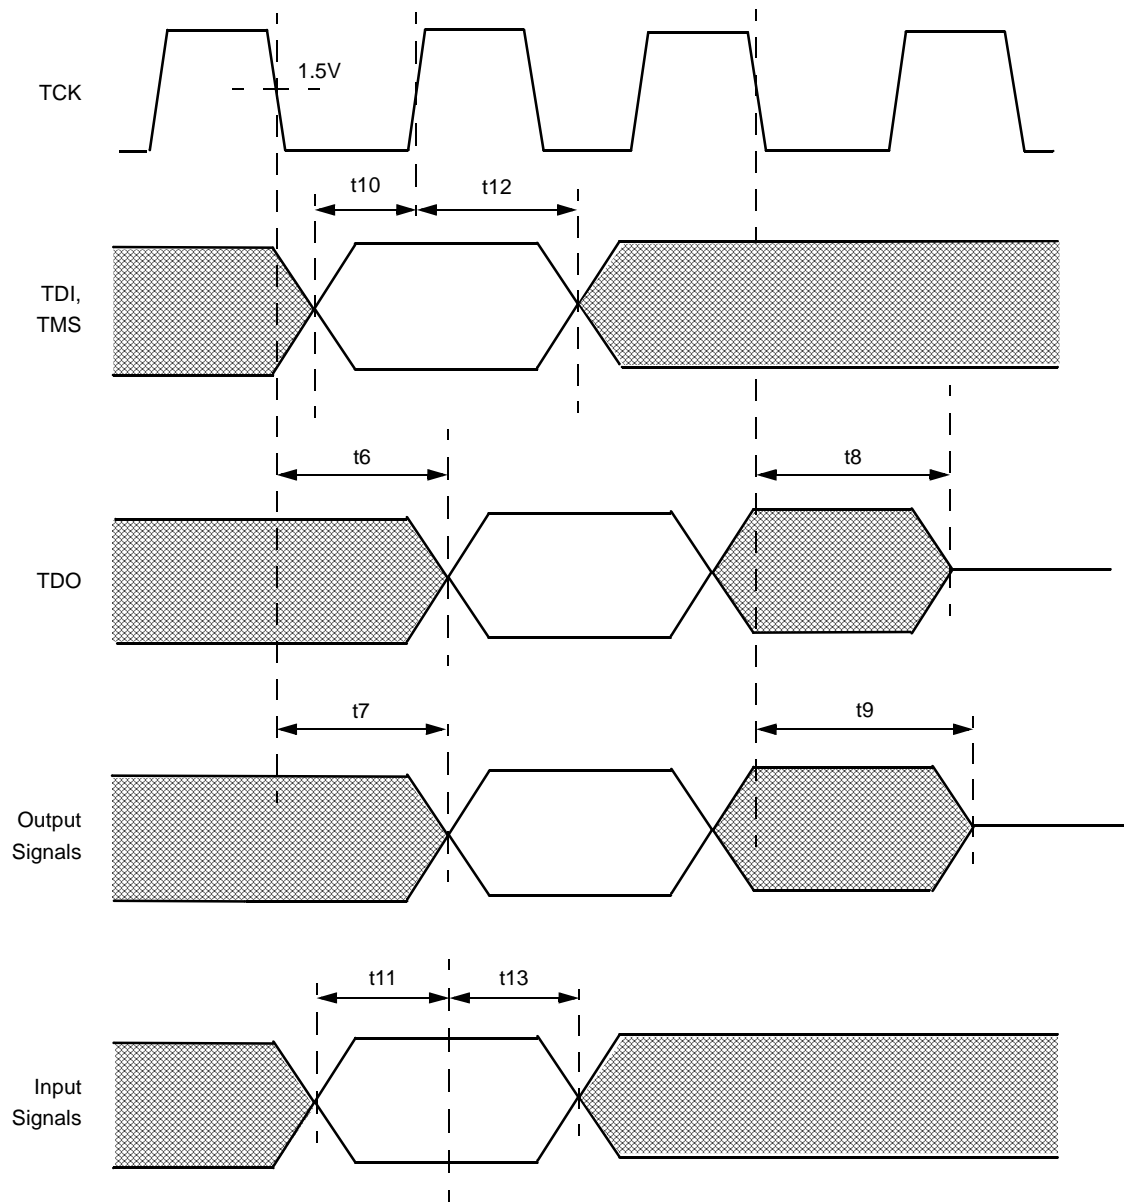 1.5V
TCK
t10
t12
TDI,
TMS
t6
t8
TDO
t7
t9
Output
Signals
t11
t13
Input
Signals